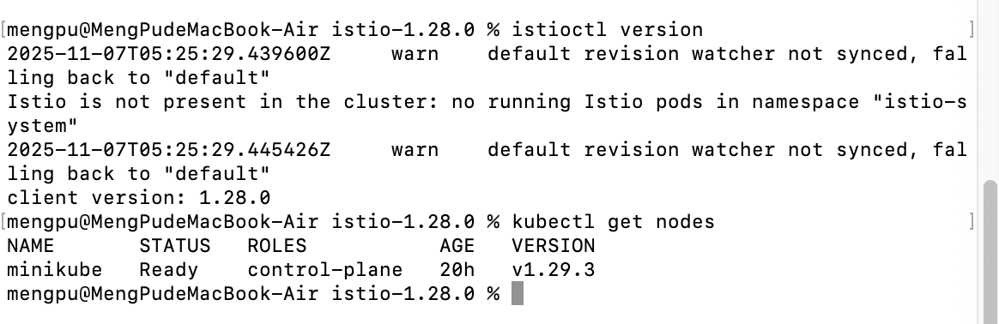 [mengpu@MengPudeMacBook-Air istio-1.28.0 % istioctl version ]
2025-11-07T05:25:29.439600Z     warn    default revision watcher not synced, fal
ling back to "default"
Istio is not present in the cluster: no running Istio pods in namespace "istio-s
ystem"
2025-11-07T05:25:29.445426Z     warn    default revision watcher not synced, fal
ling back to "default"
client version: 1.28.0
[mengpu@MengPudeMacBook-Air istio-1.28.0 % kubectl get nodes ]
NAME       STATUS   ROLES           AGE   VERSION
minikube   Ready    control-plane   20h   v1.29.3
mengpu@MengPudeMacBook-Air istio-1.28.0 %